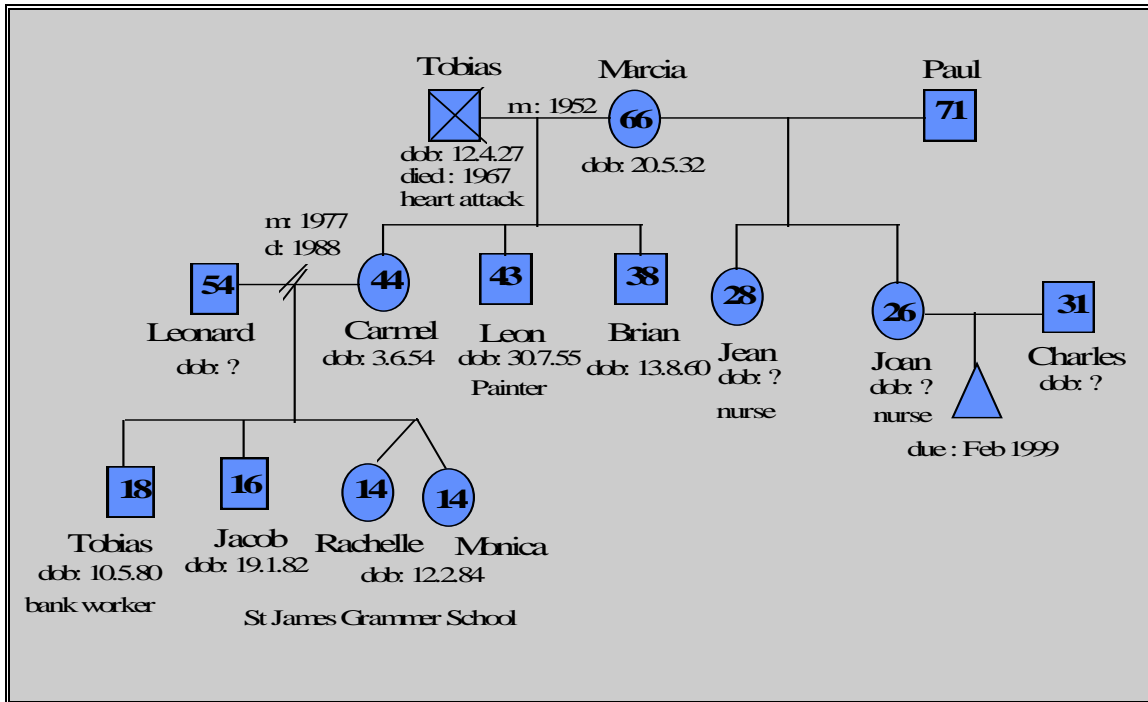 Tobias
Marcia
Paul
m : 1952
66
71
dob: 12.4.27
died : 1967
heart attack
dob: 20.5.32
m: 1977
d: 1988
54
44
43
38
28
26
31
Leonard
dob: ?
Carmel
dob: 3.6.54
Leon
dob: 30.7.55
Painter
Brian
dob: 13.8.60
Jean
dob: ?
nurse
Joan
dob: ?
nurse
Charles
dob: ?
due : Feb 1999
18
16
14
14
Tobias
dob: 10.5.80
bank worker
Jacob
dob: 19.1.82
Rachelle
Monica
dob: 12.2.84
St James Grammer School